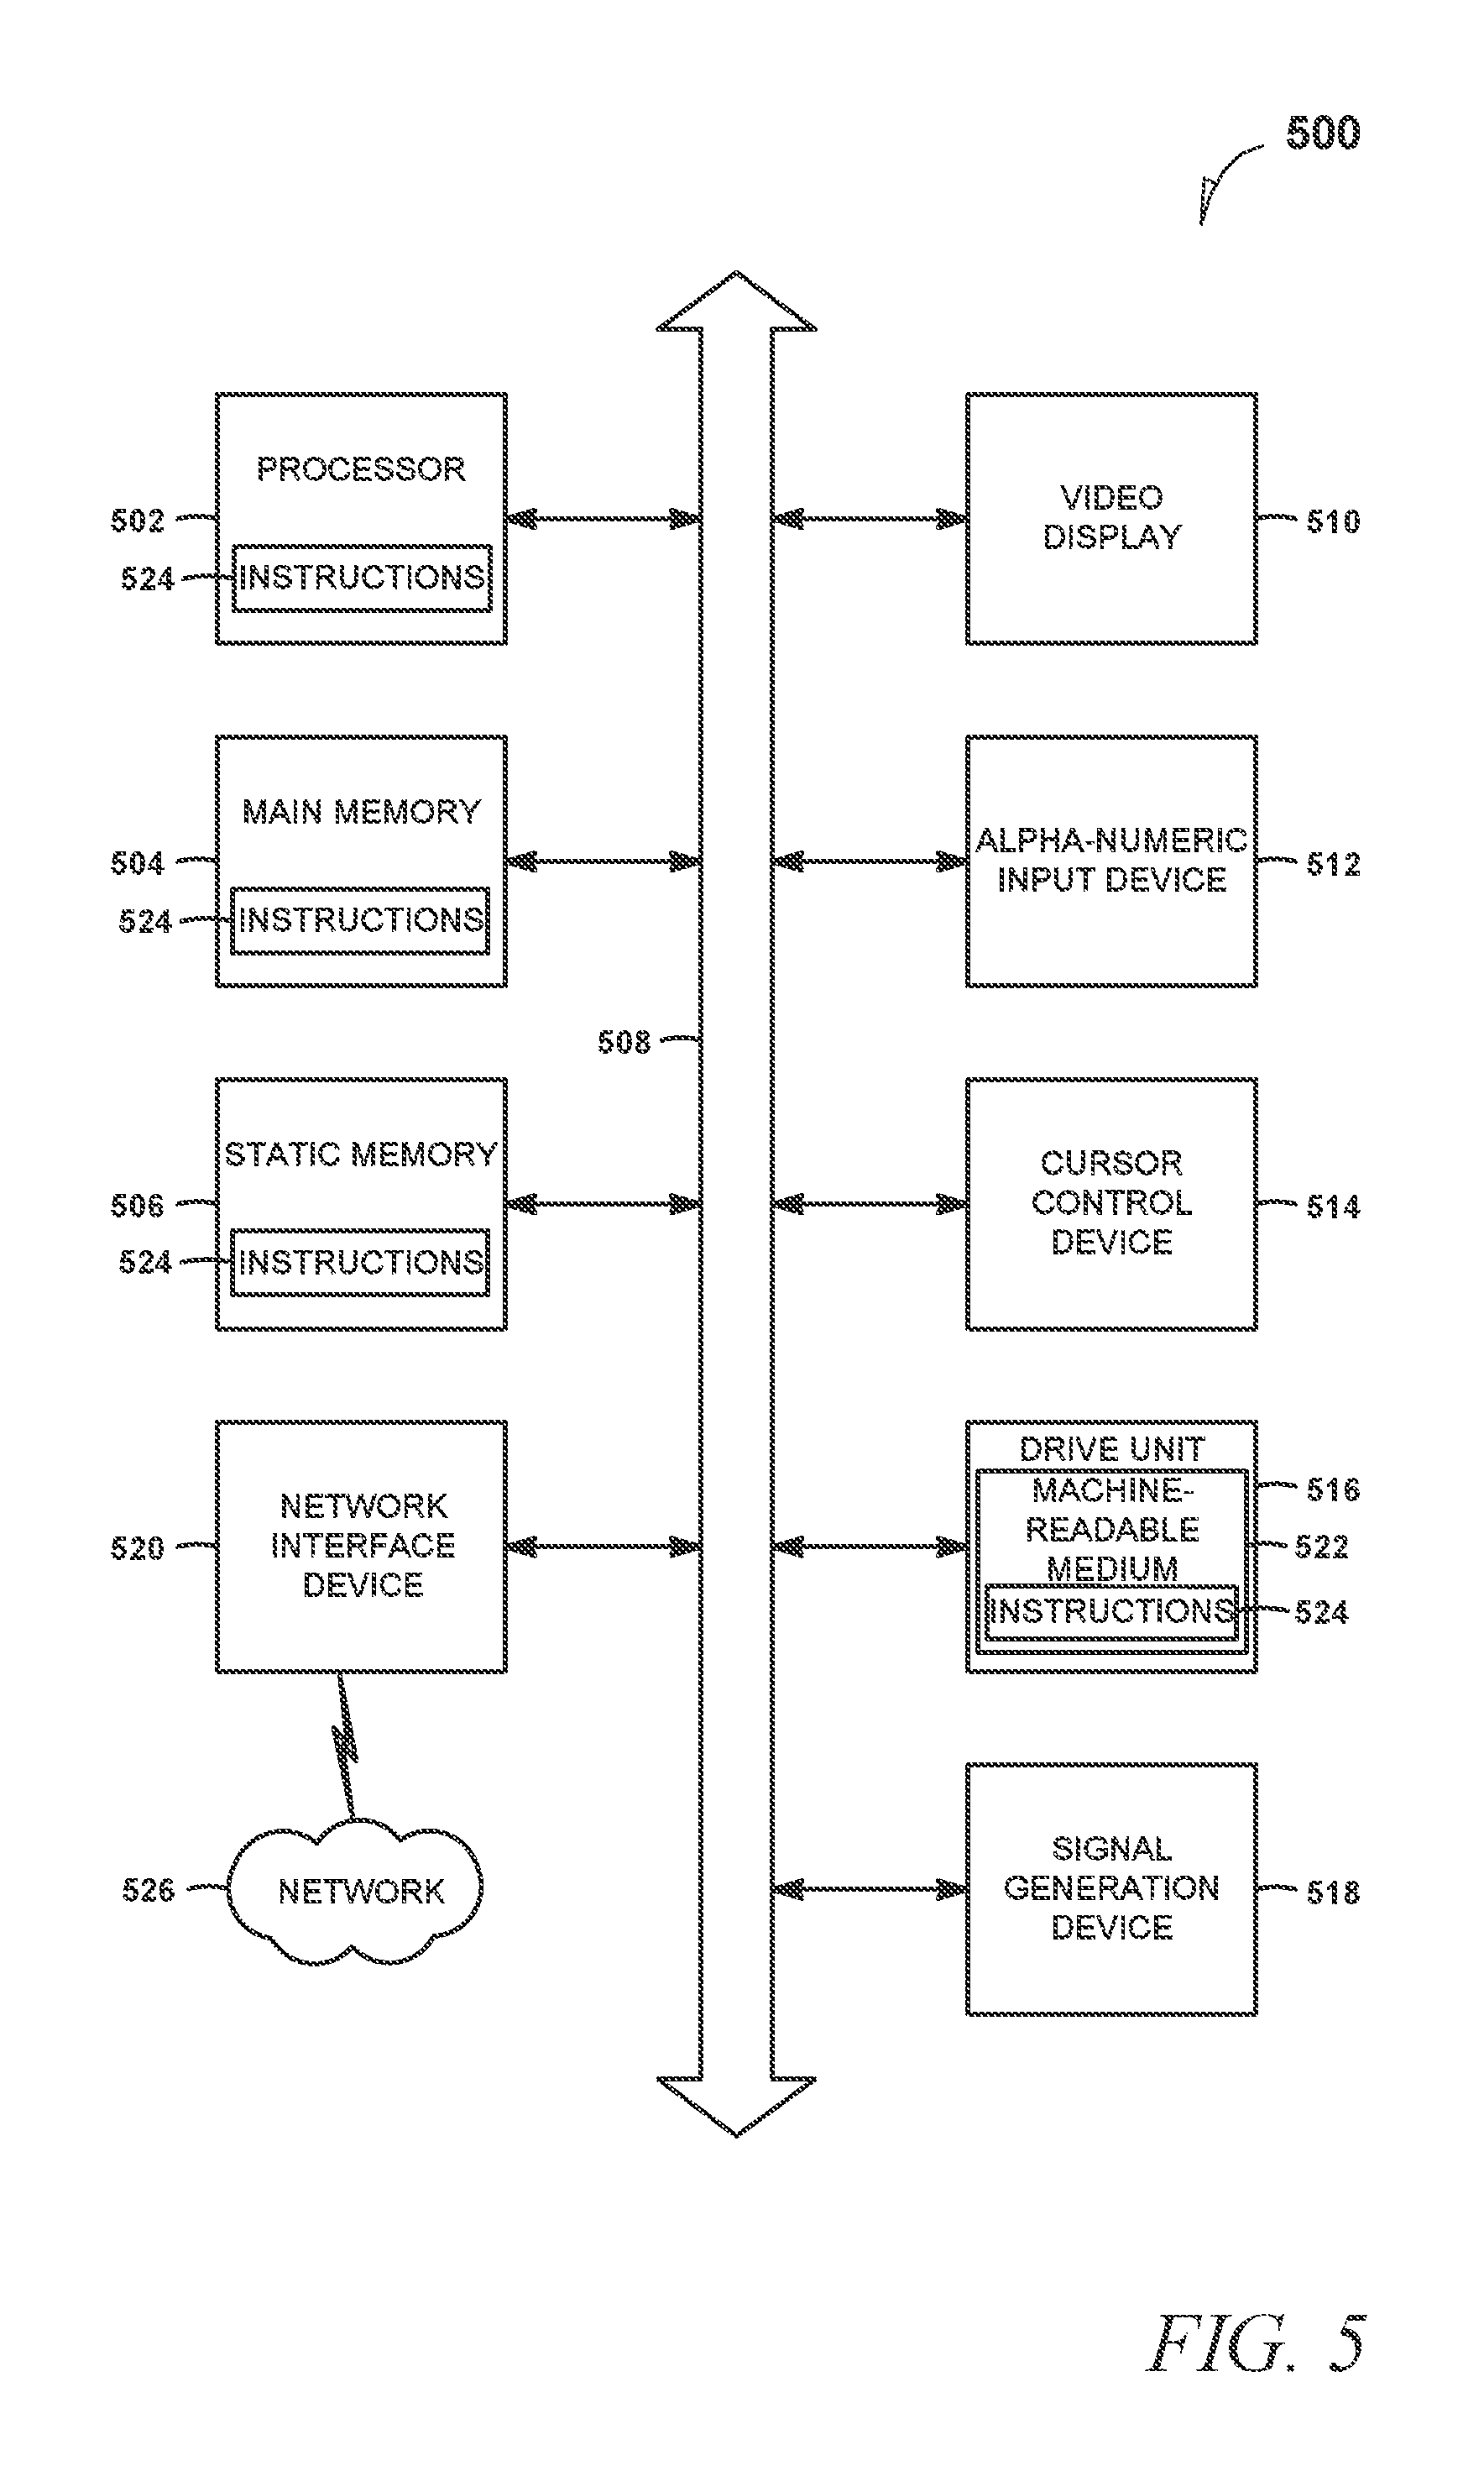 500
PROCESSOR
502
524
INSTRUCTIONS
MAIN MEMORY
504
524
INSTRUCTIONS
508
STATIC MEMORY
506
524
INSTRUCTIONS
NETWORK
INTERFACE
DEVICE
520
NETWORK
526
VIDEO
DISPLAY
510
ALPHA-NUMERIC
INPUT DEVICE
512
CURSOR
CONTROL
DEVICE
514
DRIVE UNIT
516
MACHINE-
READABLE
MEDIUM
522
INSTRUCTIONS
524
SIGNAL
GENERATION
DEVICE
518
FIG. 5